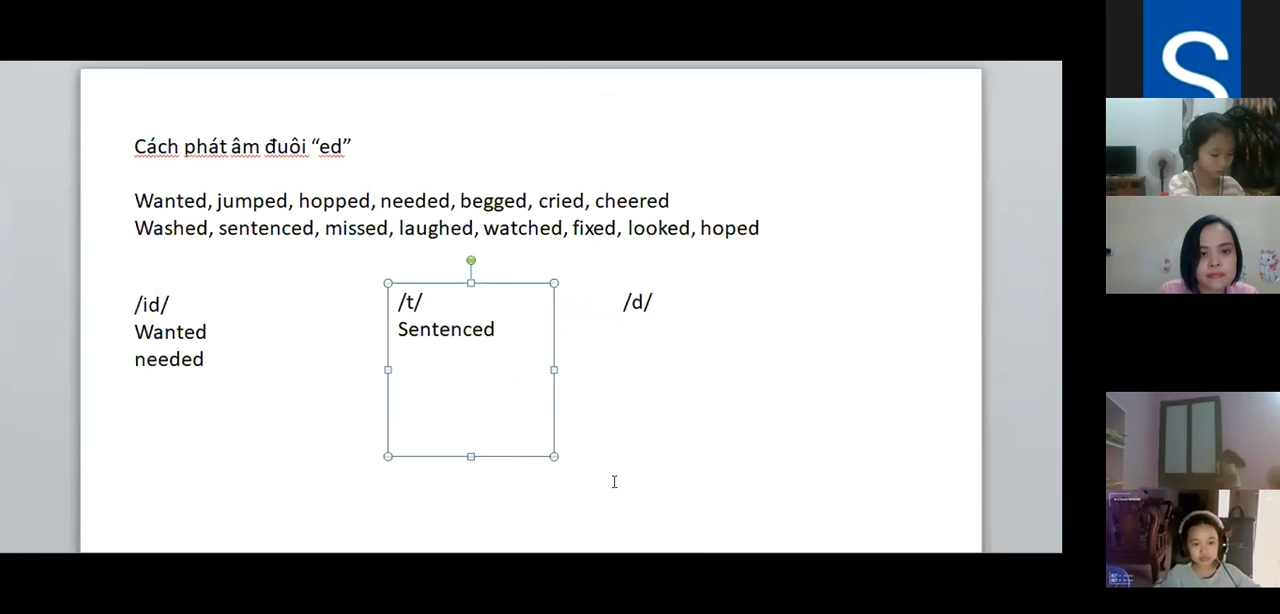 Cách phát âm đuôi “ed”
Wanted, jumped, hopped, needed, begged, cried, cheered
Washed, sentenced, missed, laughed, watched, fixed, looked, hoped
/id/
Wanted
needed
/t/
Sentenced
/d/
S